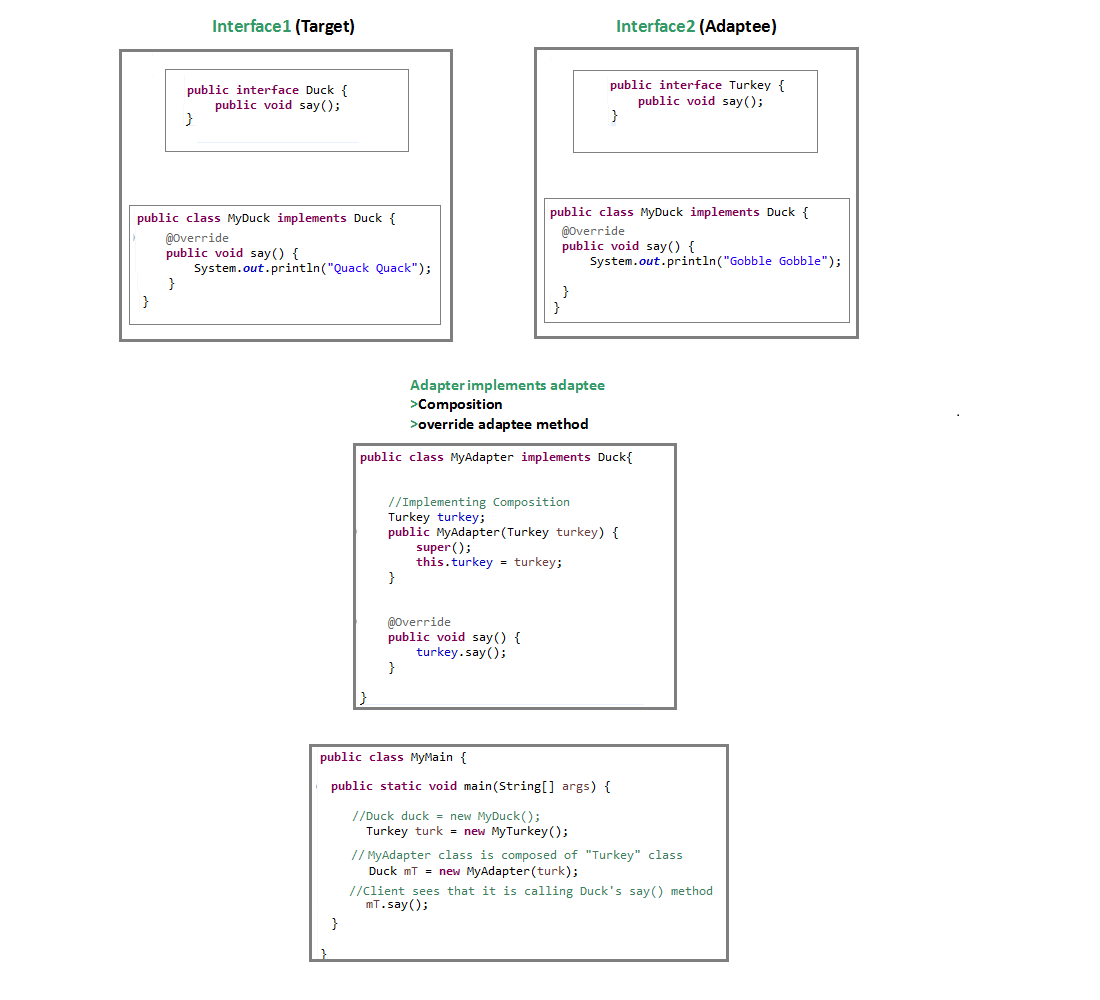 Interface1 (Target)
public interface Duck {
public void say();
}
public class MyDuck implements Duck {
@Override
public void say() {
System.out.println("Quack Quack");
}
}
Interface2 (Adaptee)
public interface Turkey {
public void say();
}
public class MyDuck implements Duck {
@Override
public void say() {
System.out.println("Gobble Gobble");
}
}
Adapter implements adaptee
>Composition
>override adaptee method
public class MyAdapter implements Duck{
//Implementing Composition
Turkey turkey;
public MyAdapter(Turkey turkey) {
super();
this.turkey = turkey;
}
@Override
public void say() {
turkey.say();
}
}
public class MyMain {
public static void main(String[] args) {
//Duck duck = new MyDuck();
Turkey turk = new MyTurkey();
// MyAdapter class is composed of "Turkey" class
Duck mT = new MyAdapter(turk);
//Client sees that it is calling Duck's say() method
mT.say();
}
}